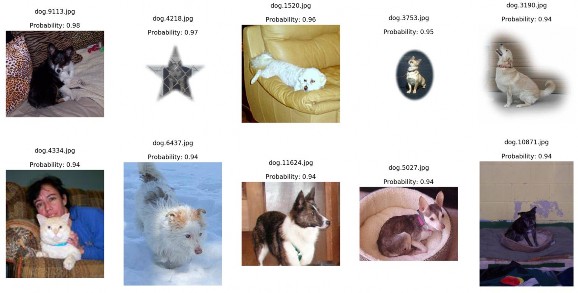 dog.9113.jpg
Probability: 0.98
dog.4218.jpg
Probability: 0.97
dog.1520.jpg
Probability: 0.96
dog.3753.jpg
Probability: 0.95
dog.3190.jpg
Probability: 0.94
dog.4334.jpg
Probability: 0.94
dog.6437.jpg
Probability: 0.94
dog.11624.jpg
Probability: 0.94
dog.5027.jpg
Probability: 0.94
dog.10871.jpg
Probability: 0.94